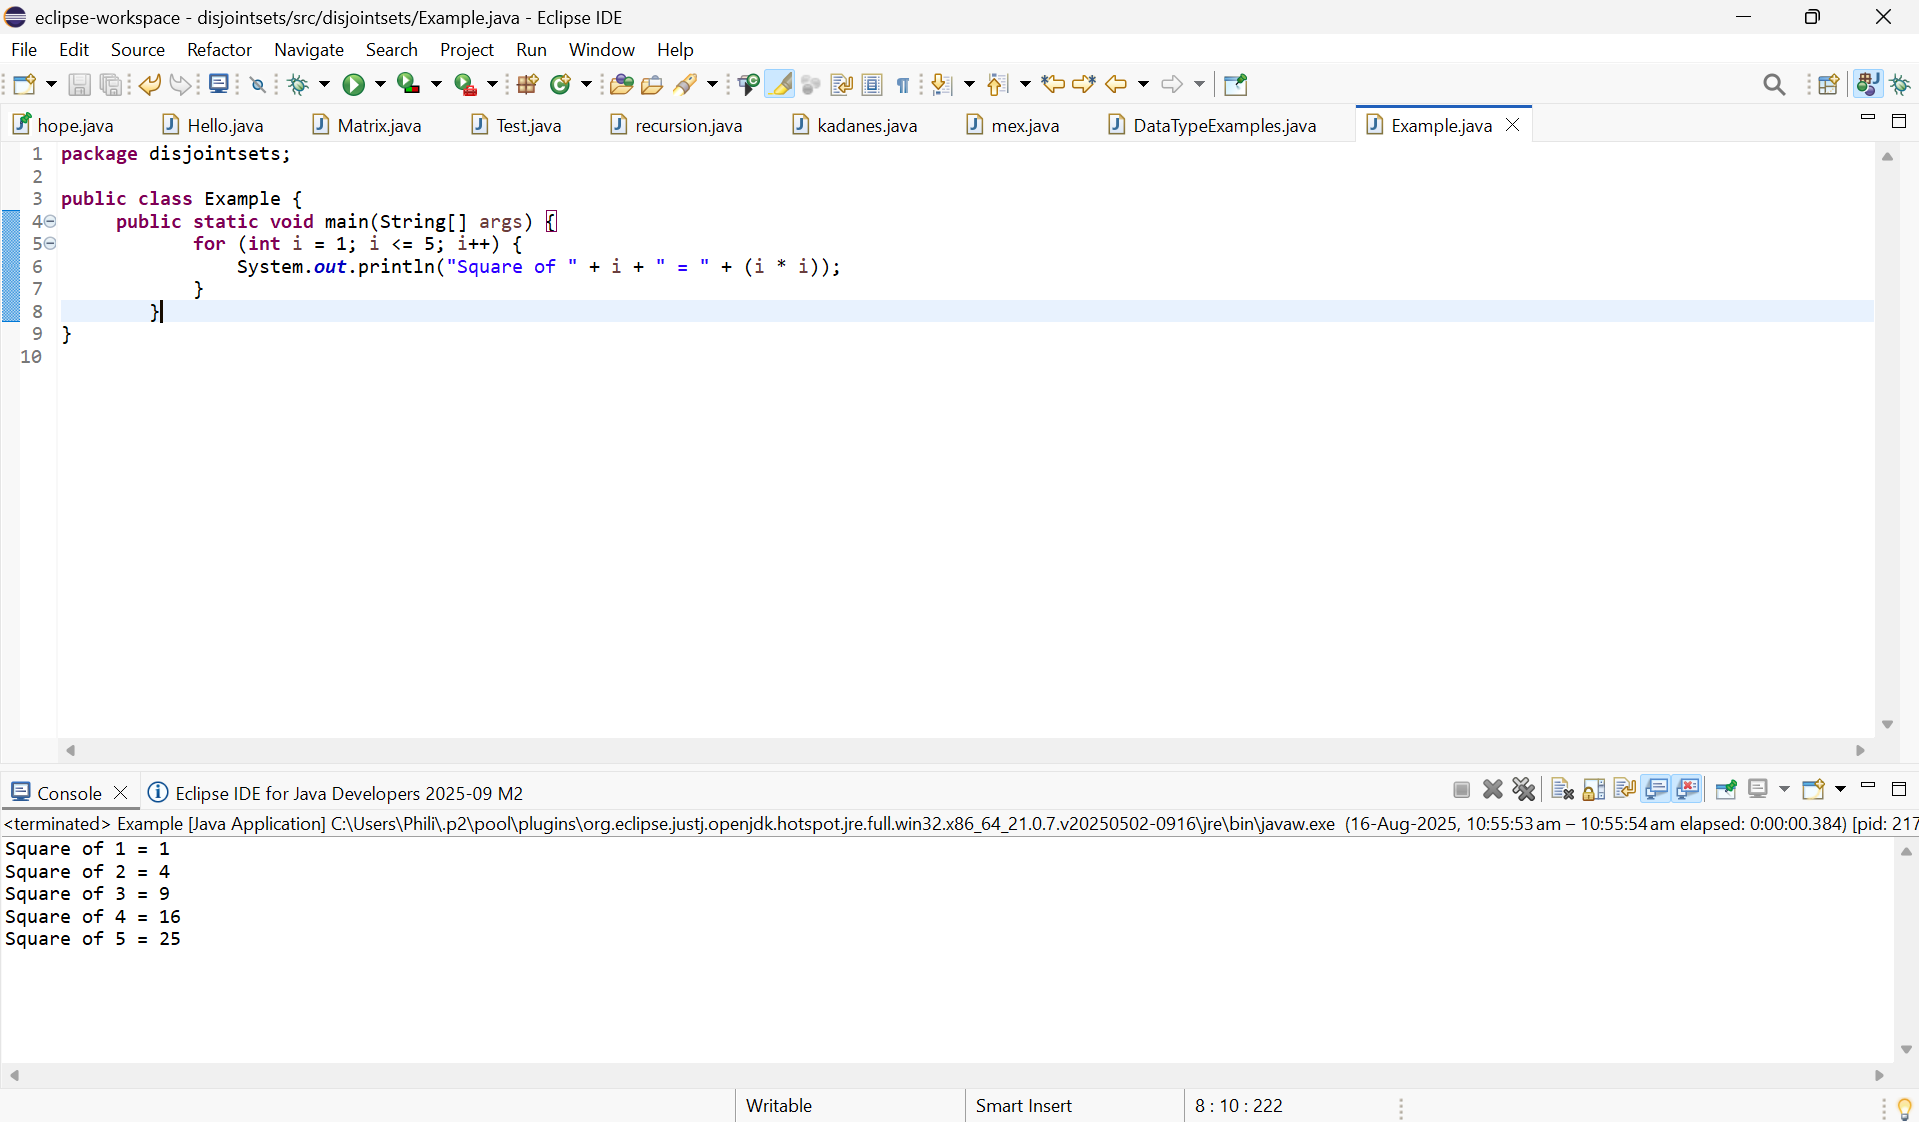 eclipse-workspace - disjointsets/src/disjointsets/Example.java - Eclipse IDE
File Edit Source Refactor Navigate Search Project Run Window Help
hope.java Hello.java Matrix.java Test.java recursion.java kadanes.java mex.java DataTypeExamples.java Example.java
1 package disjointsets;
2
3 public class Example {
4 public static void main(String[] args) {
5 for (int i = 1; i <= 5; i++) {
6 System.out.println("Square of " + i + " = " + (i * i));
7 }
8 }
9 }
10
Console Eclipse IDE for Java Developers 2025-09 M2
<terminated> Example [Java Application] C:\Users\Phili\.p2\pool\plugins\org.eclipse.justj.openjdk.hotspot.jre.full.win32.x86_64_21.0.7.v20250502-0916\jre\bin\javaw.exe (16-Aug-2025, 10:55:53 am – 10:55:54 am elapsed: 0:00:00.384) [pid: 217
Square of 1 = 1
Square of 2 = 4
Square of 3 = 9
Square of 4 = 16
Square of 5 = 25
Writable Smart Insert 8 : 10 : 222